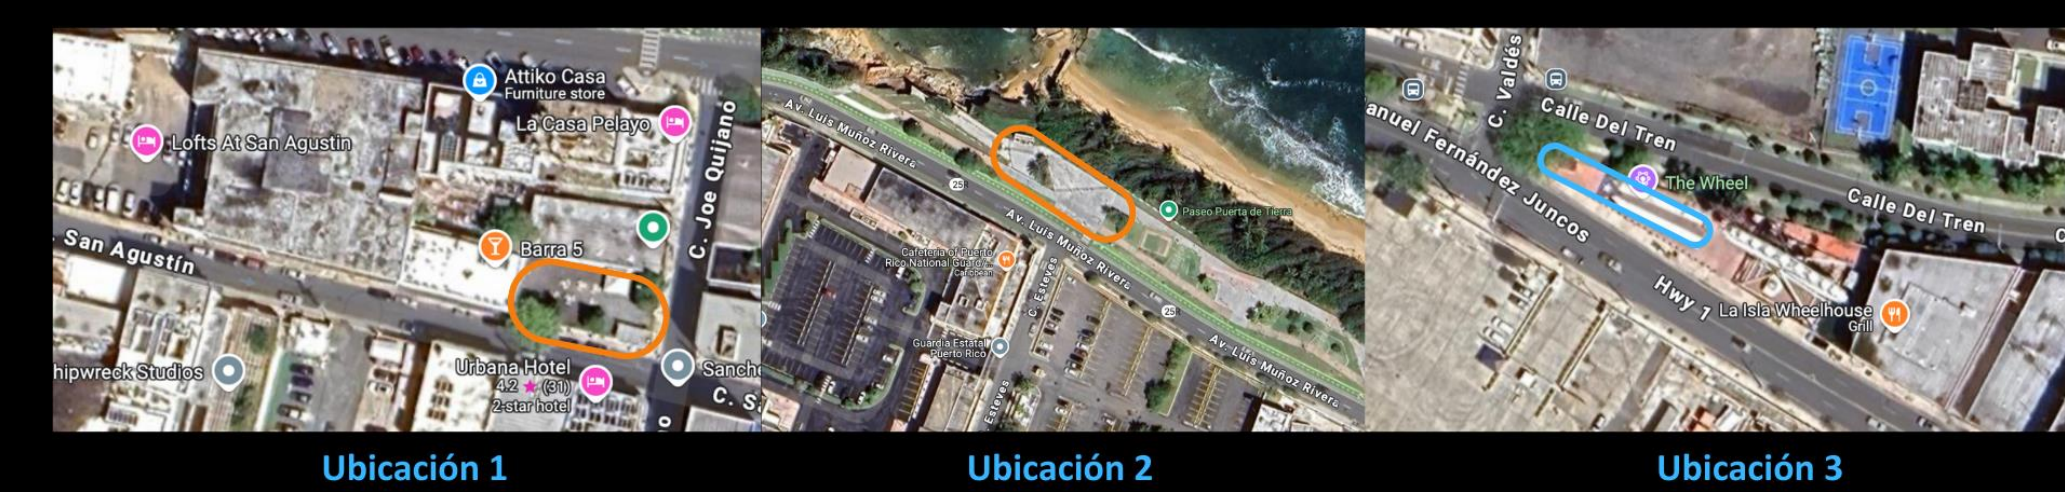 Attiko Casa
Furniture store
La Casa Pelayo
Lofts At San Agustin
C. Joe Quijano
Barra 5
San Agustín
hipwreck Studios
Urbana Hotel
4.2 ★ (31)
2-star hotel
Sanche
C. S
Av. Luis Muñoz Rivera
25R
Paseo Puerta de Tierra
Av. Luis Muñoz Rivera
Cafeteria of Puerto
Rico National Guard/...
Caribbean
C. Esteves
25R
Guardia Estatal
Puerto Rico
Av. Luis Muñoz Rivera
Esteves
C. Valdés
Calle Del Tren
anuel Fernández Juncos
The Wheel
Calle Del Tren
C
Hwy 1
La Isla Wheelhouse
Grill
Ubicación 1
Ubicación 2
Ubicación 3